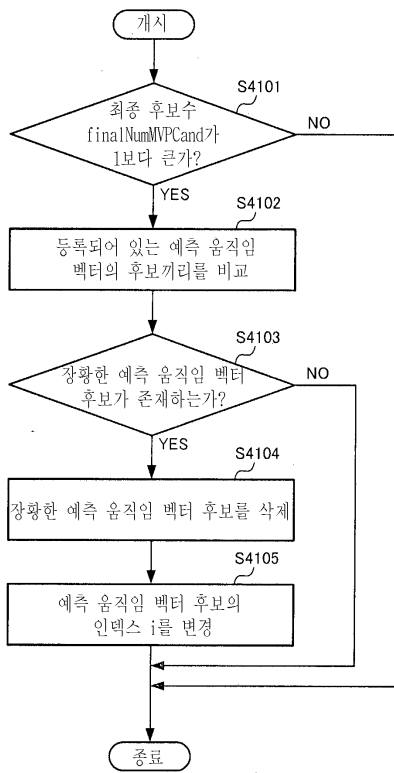 개시
S4101
최종 후보수
finalNumMVPCand가
1보다 큰가?
NO
YES
S4102
등록되어 있는 예측 움직임
벡터의 후보끼리를 비교
S4103
장황한 예측 움직임 벡터
후보가 존재하는가?
NO
YES
S4104
장황한 예측 움직임 벡터 후보를 삭제
S4105
예측 움직임 벡터 후보의
인덱스 i를 변경
종료